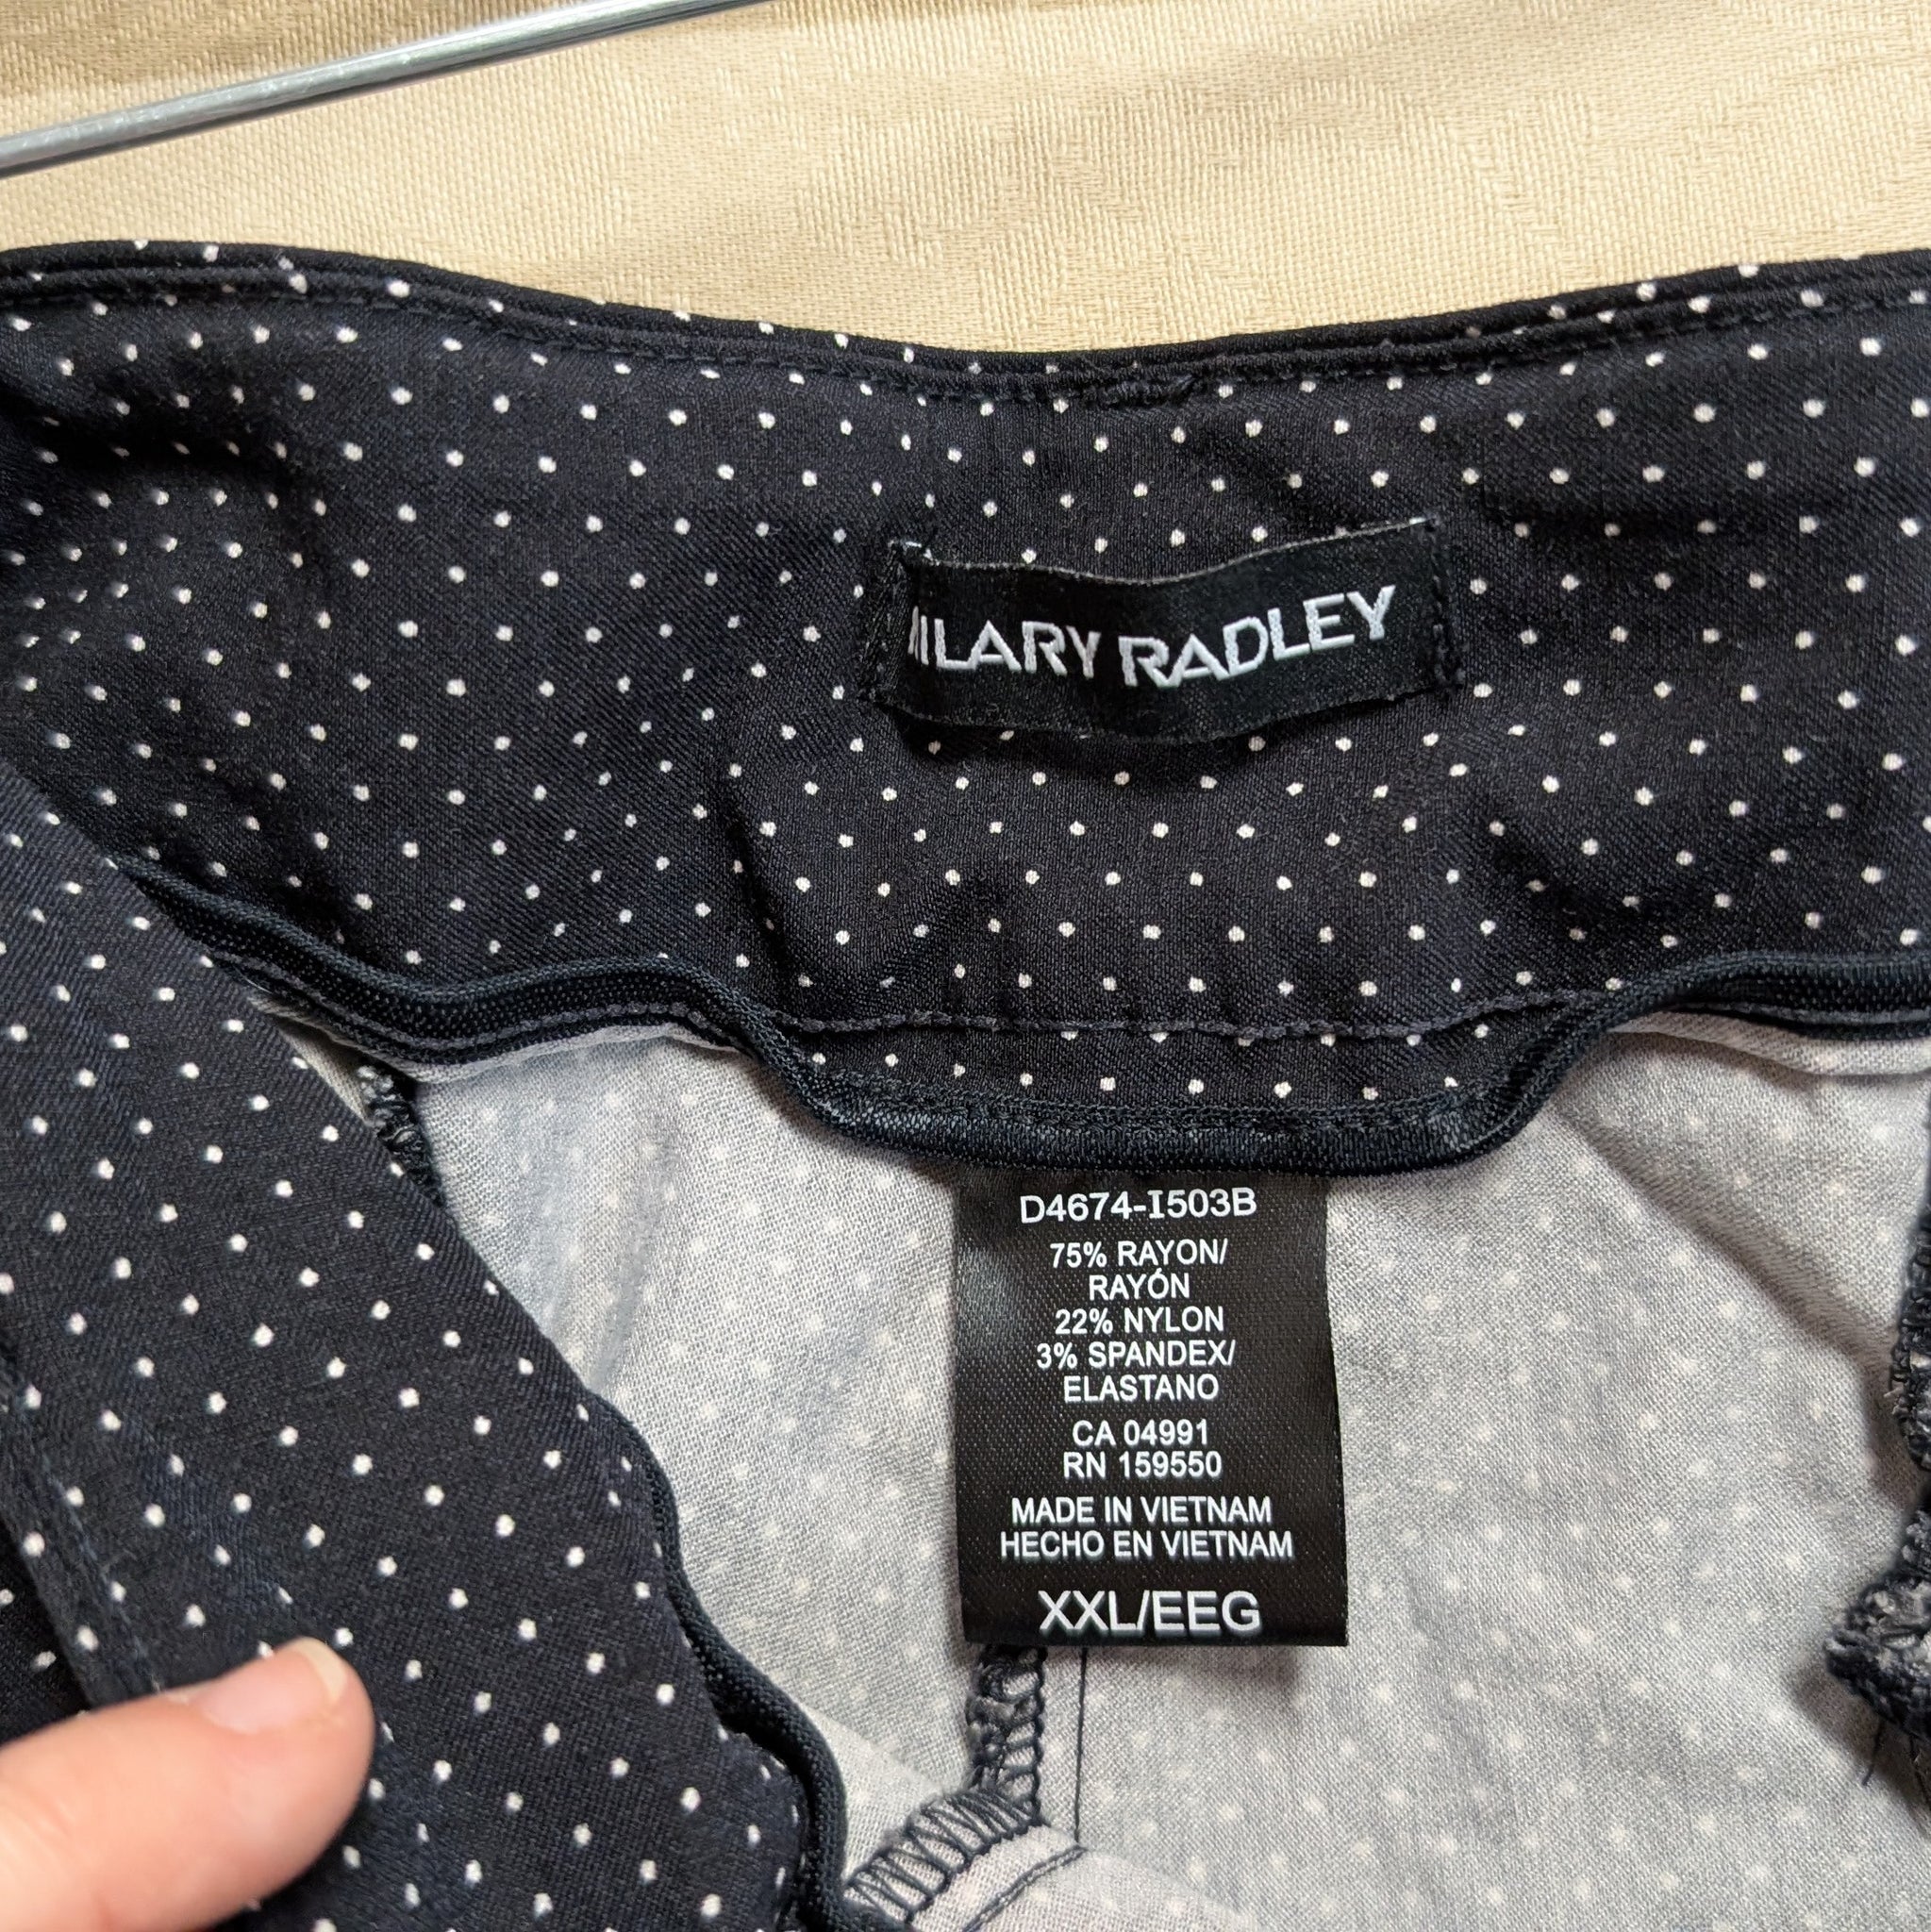 HILARY RADLEY
D4674-I503B
75% RAYON/
RAYÓN
22% NYLON
3% SPANDEX/
ELASTANO
CA 04991
RN 159550
MADE IN VIETNAM
HECHO EN VIETNAM
XXL/EEG